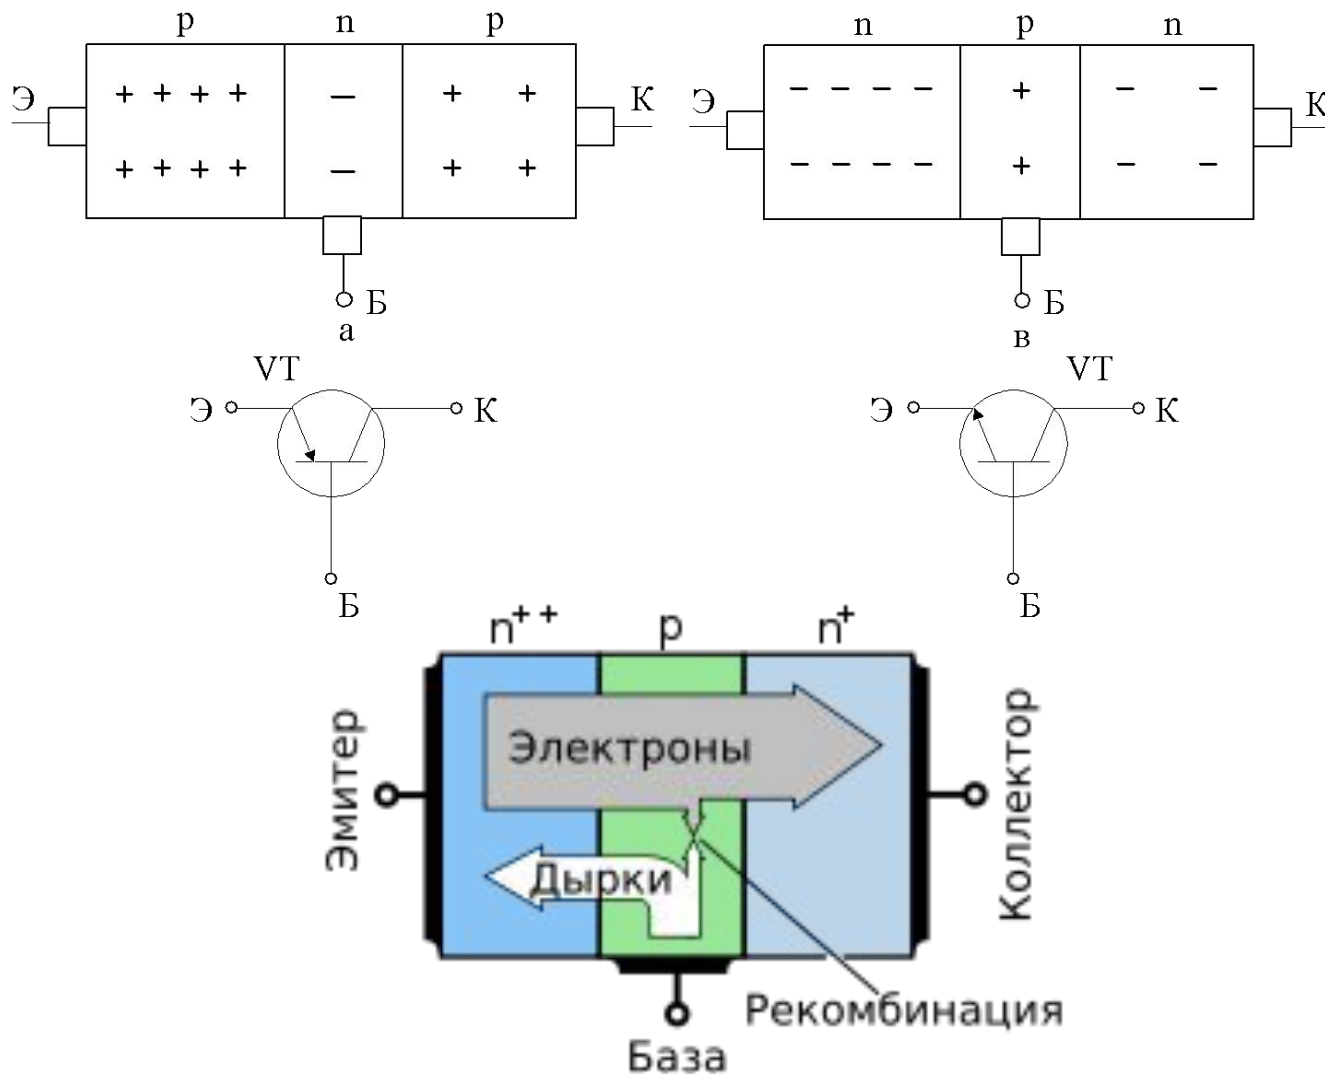 p n p
n p n
Э + + + + − + + К
Э − − − − + − − К
+ + + + − + +
− − − − + − −
Б
а
Б
в
VT
Э К
Б
VT
Э К
Б
n++ p n+
Эмитер
Электроны
Дырки
Коллектор
Рекомбинация
База